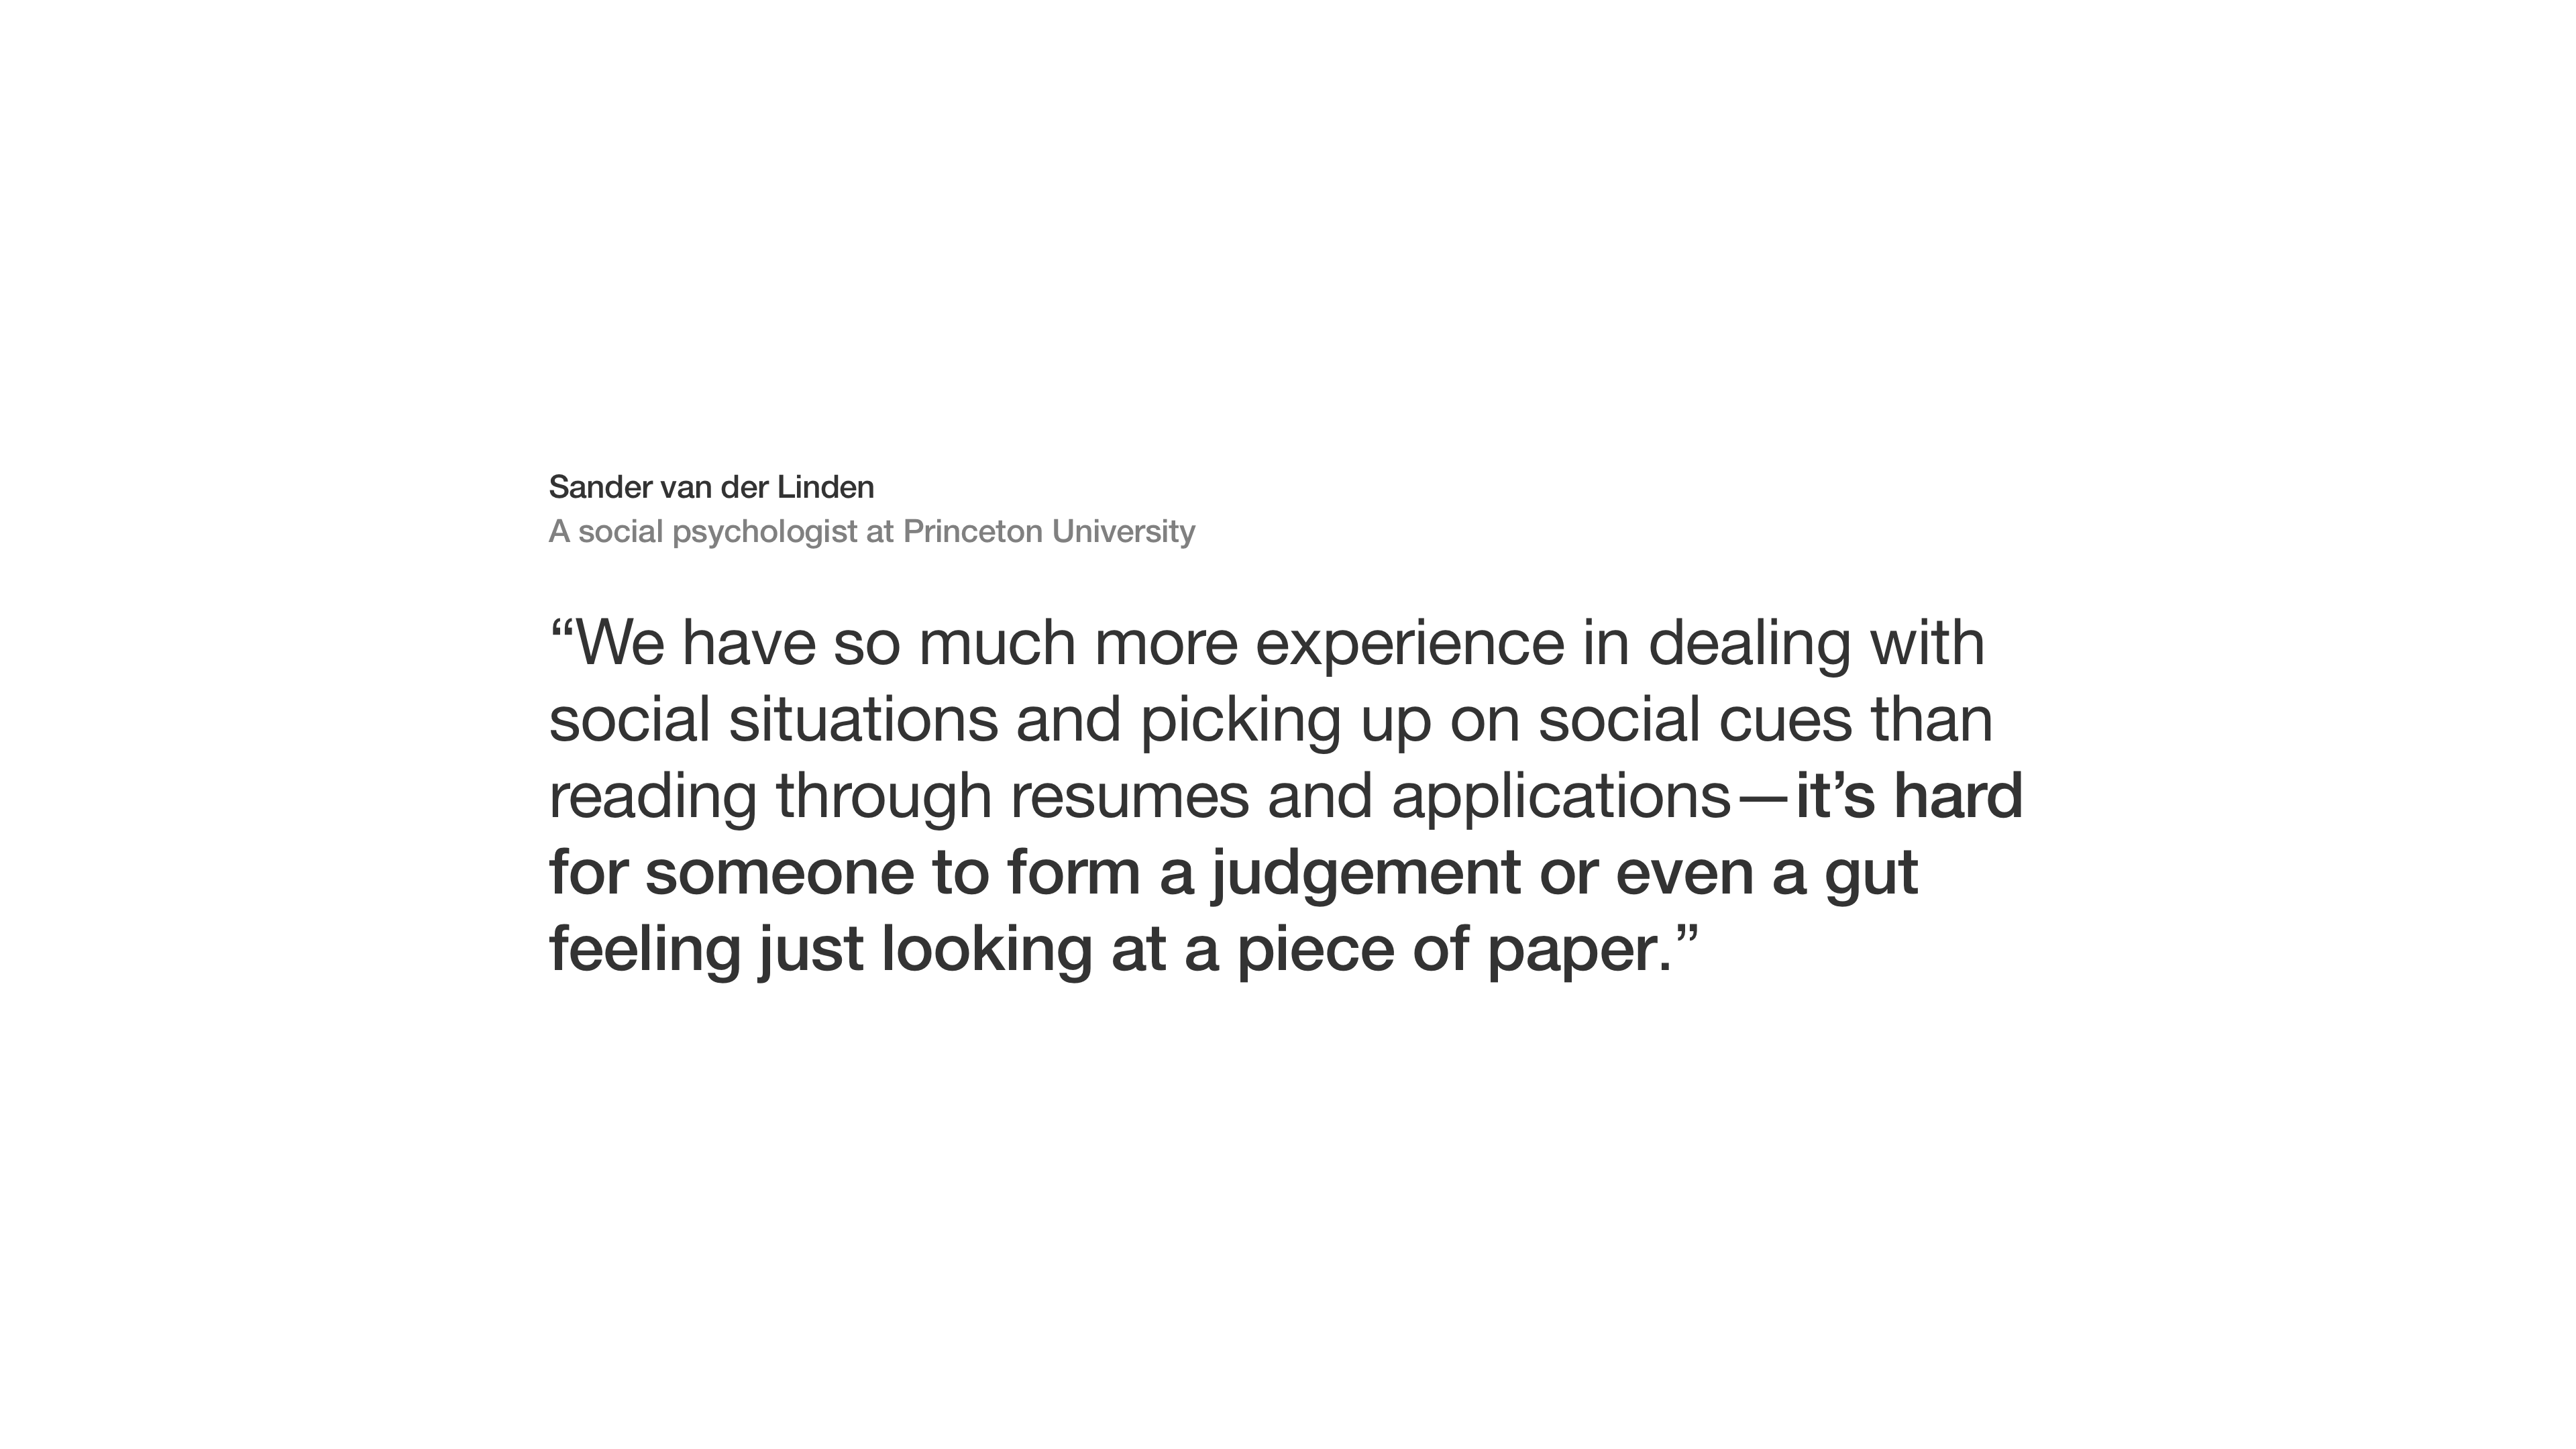 Sander van der Linden
A social psychologist at Princeton University
“We have so much more experience in dealing with
social situations and picking up on social cues than
reading through resumes and applications—it’s hard
for someone to form a judgement or even a gut
feeling just looking at a piece of paper.”